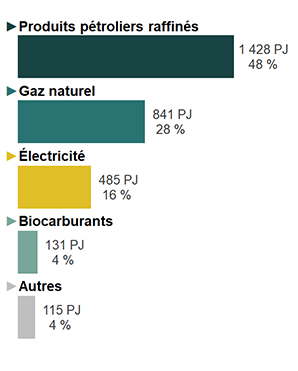 Produits pétroliers raffinés
1 428 PJ
48 %
Gaz naturel
841 PJ
28 %
Électricité
485 PJ
16 %
Biocarburants
131 PJ
4 %
Autres
115 PJ
4 %